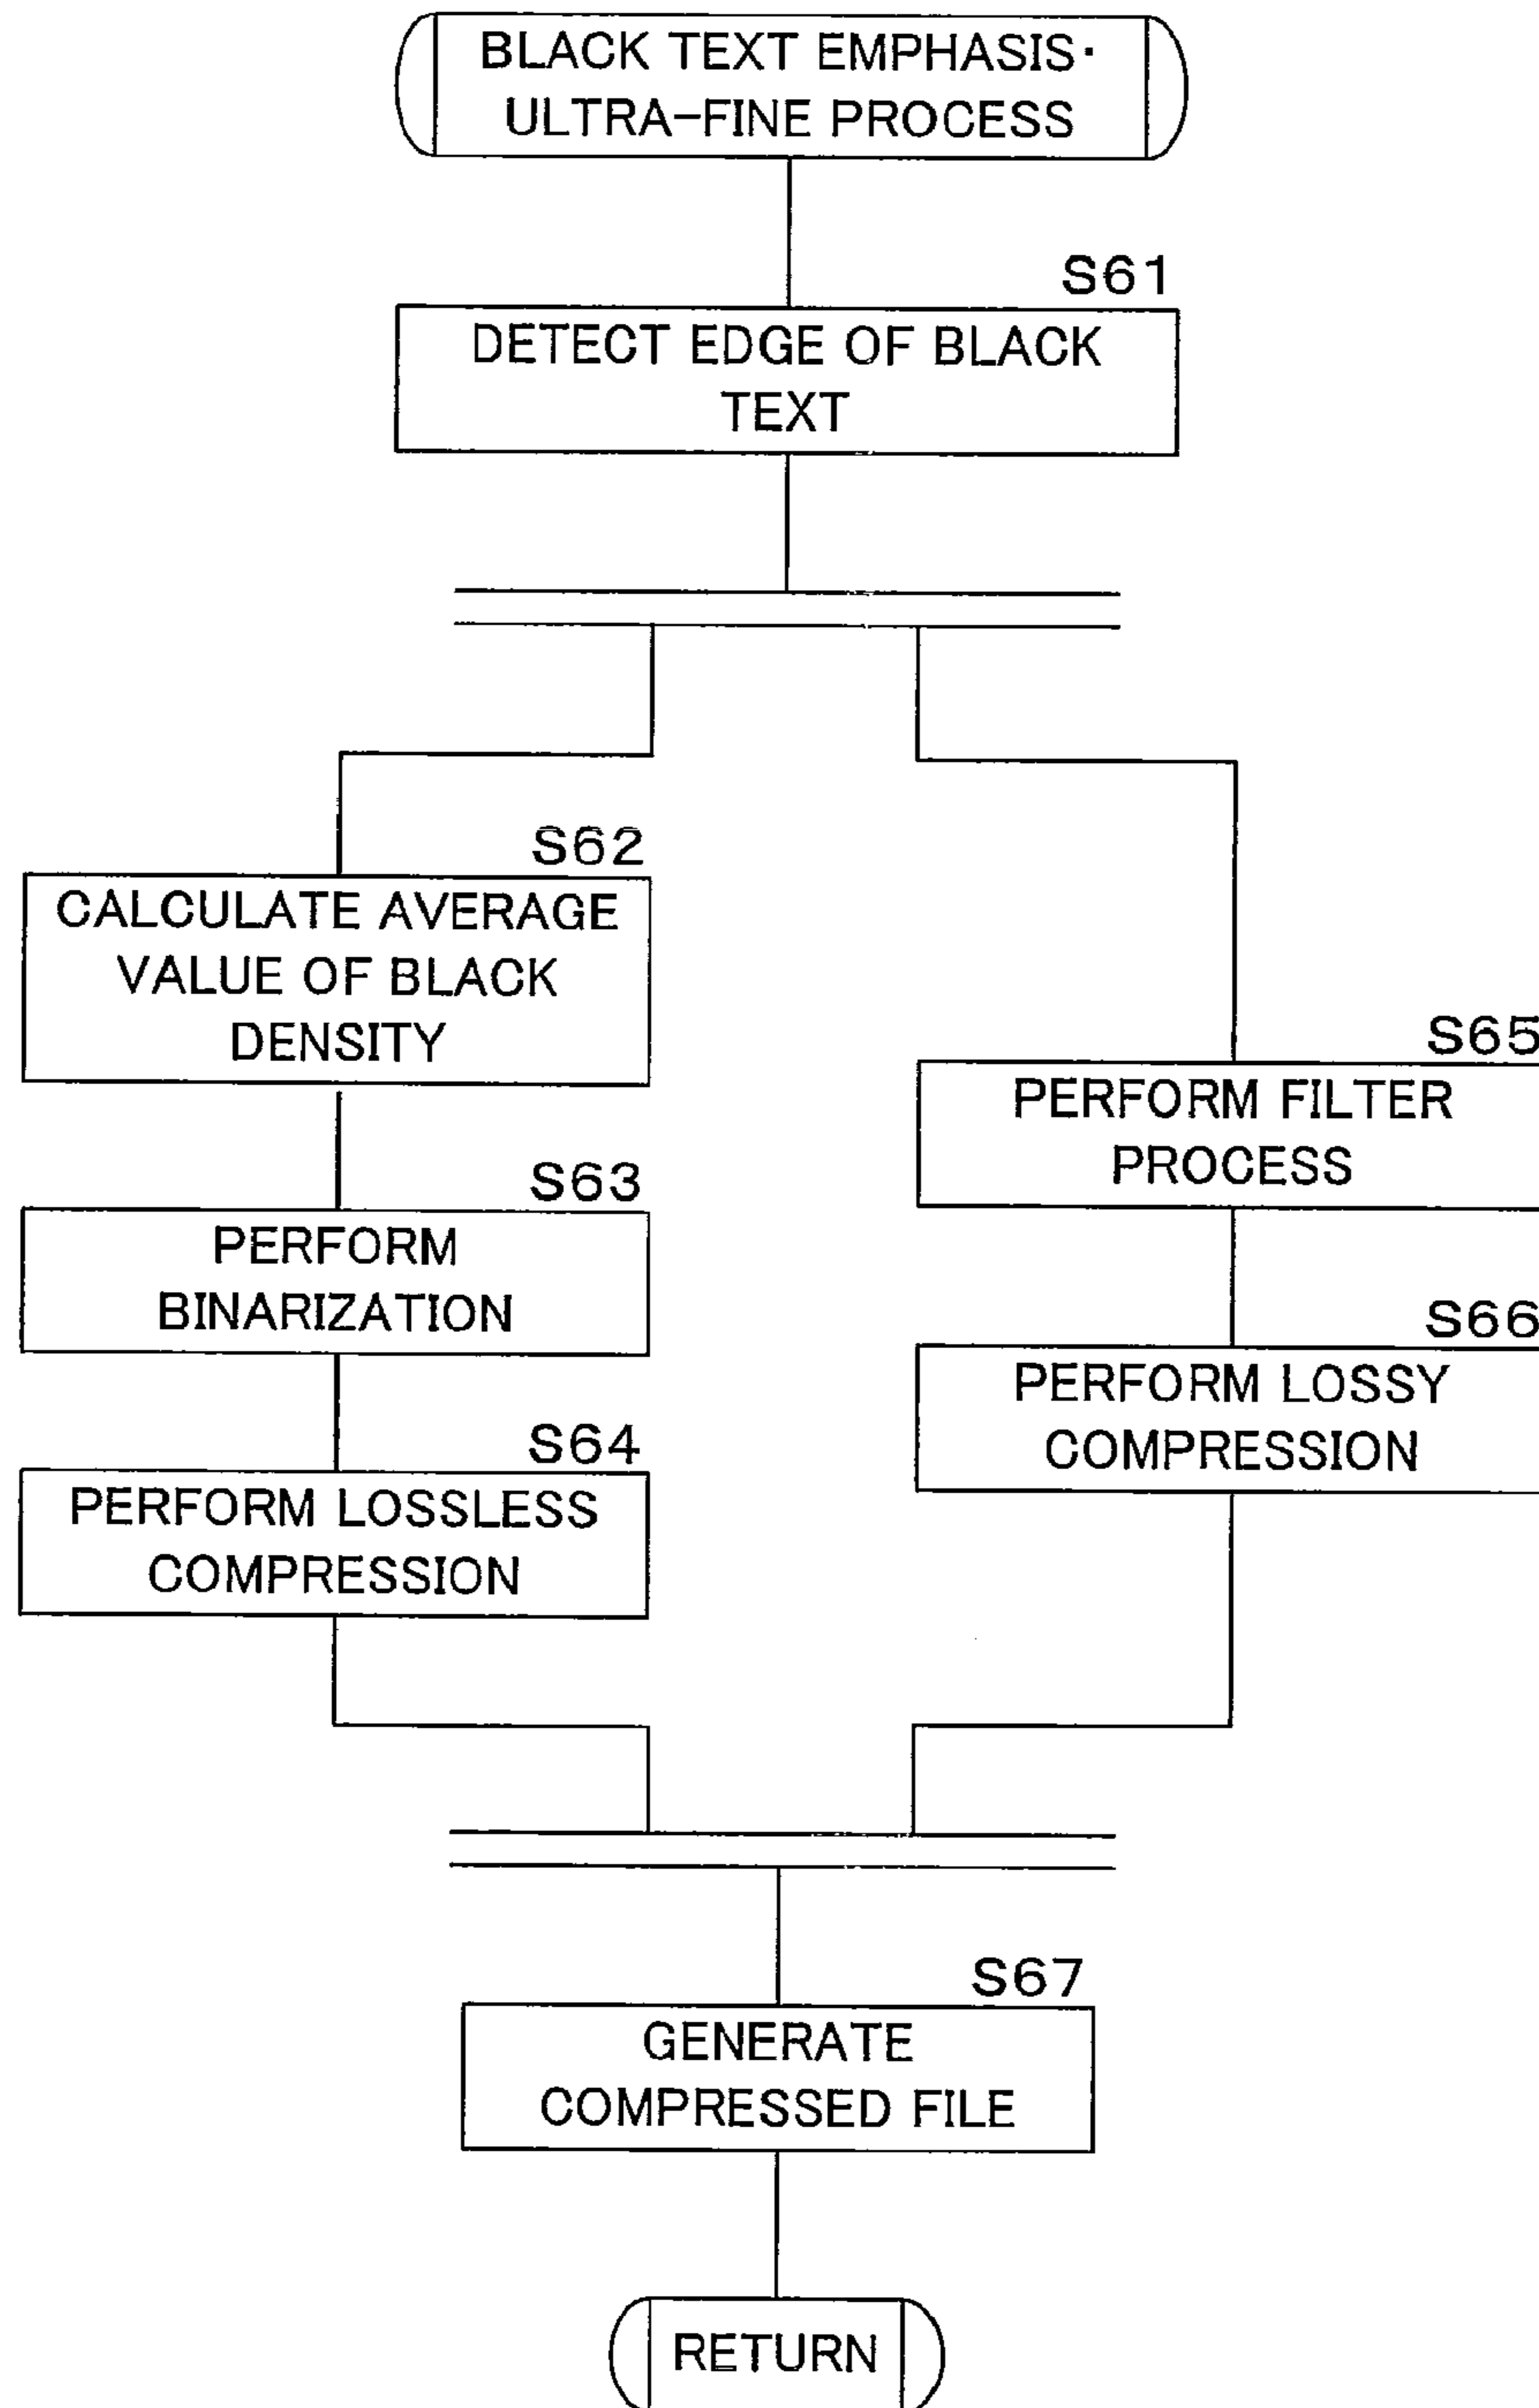 BLACK TEXT EMPHASIS・
ULTRA-FINE PROCESS
S61
DETECT EDGE OF BLACK
TEXT
S62
CALCULATE AVERAGE
VALUE OF BLACK
DENSITY
S63
PERFORM
BINARIZATION
S64
PERFORM LOSSLESS
COMPRESSION
S65
PERFORM FILTER
PROCESS
S66
PERFORM LOSSY
COMPRESSION
S67
GENERATE
COMPRESSED FILE
RETURN